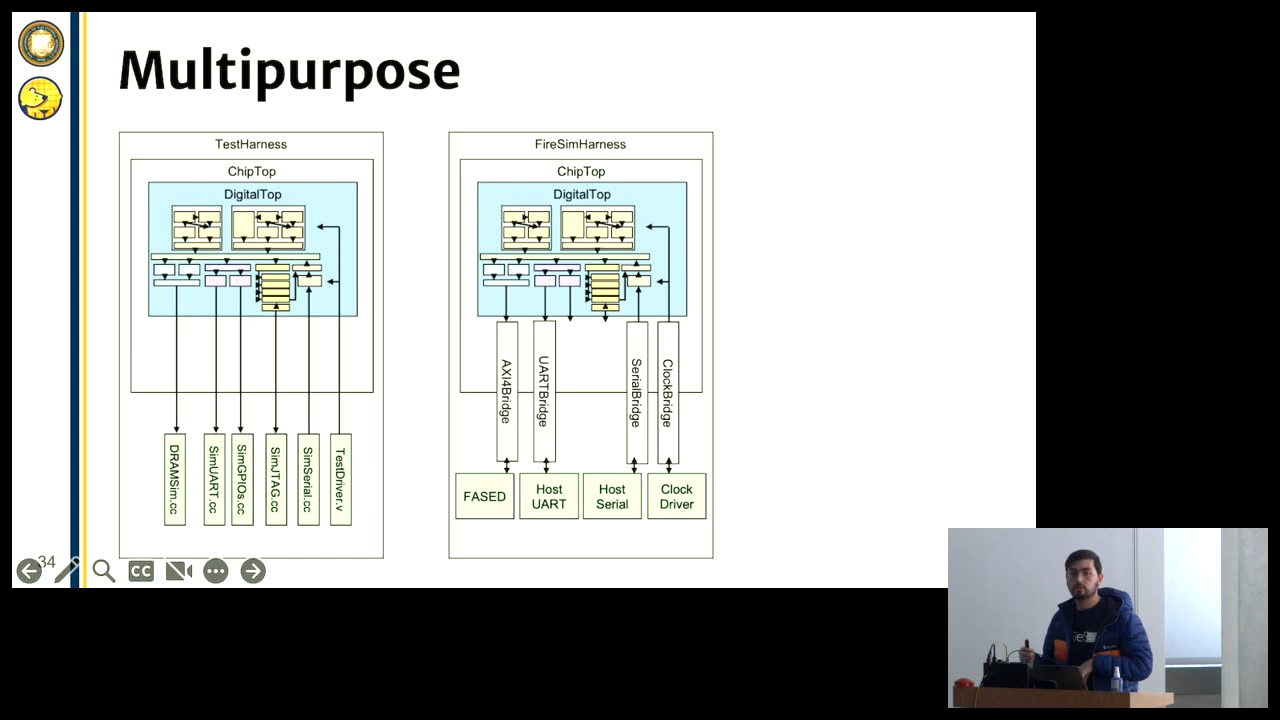 Multipurpose
TestHarness
ChipTop
DigitalTop
DRAMSim.cc
SimUART.cc
SimGPIOs.cc
SimJTAG.cc
SimSerial.cc
TestDriver.v
FireSimHarness
ChipTop
DigitalTop
AXI4Bridge
UARTBridge
SerialBridge
ClockBridge
FASED
Host
UART
Host
Serial
Clock
Driver
34
CC